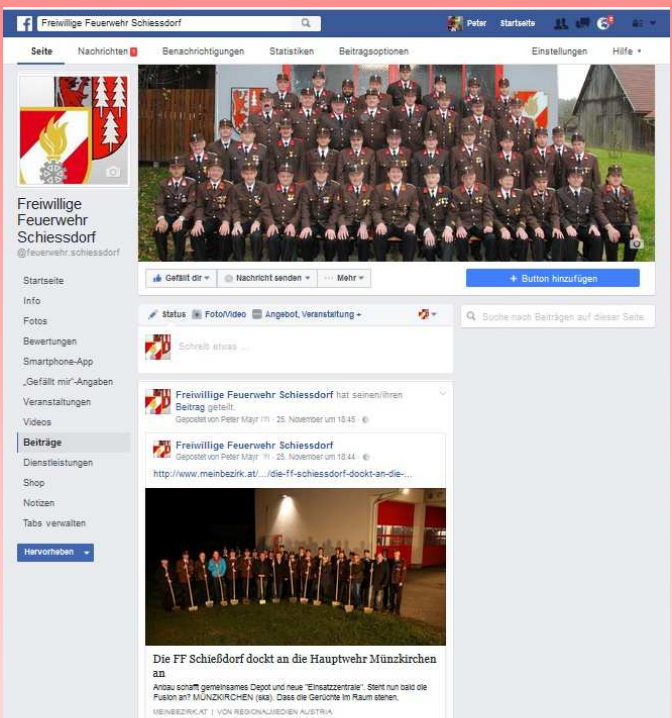 Freiwillige Feuerwehr Schiessdorf
Peter Startseite
Seite Nachrichten 1 Benachrichtigungen Statistiken Beitragsoptionen Einstellungen Hilfe
Freiwillige
Feuerwehr
Schiessdorf
@feuerwehr.schiessdorf
Startseite
Info
Fotos
Bewertungen
Smartphone-App
„Gefällt mir"-Angaben
Veranstaltungen
Videos
Beiträge
Dienstleistungen
Shop
Notizen
Tabs verwalten
Hervorheben
Gefällt dir Nachricht senden ··· Mehr
+ Button hinzufügen
Status Foto/Video Angebot, Veranstaltung +
Schreib etwas ...
Suche nach Beiträgen auf dieser Seite
Freiwillige Feuerwehr Schiessdorf hat seinen/ihren
Beitrag geteilt.
Gepostet von Peter Mayr · 25. November um 18:45 ·
Freiwillige Feuerwehr Schiessdorf
Gepostet von Peter Mayr · 25. November um 18:44 ·
http://www.meinbezirk.at/.../die-ff-schiessdorf-dockt-an-die-...
Die FF Schießdorf dockt an die Hauptwehr Münzkirchen
an
Anbau schafft gemeinsames Depot und neue "Einsatzzentrale". Steht nun bald die
Fusion an? MÜNZKIRCHEN (ska). Dass die Gerüchte im Raum stehen,
MEINBEZIRK.AT | VON REGIONALMEDIEN AUSTRIA